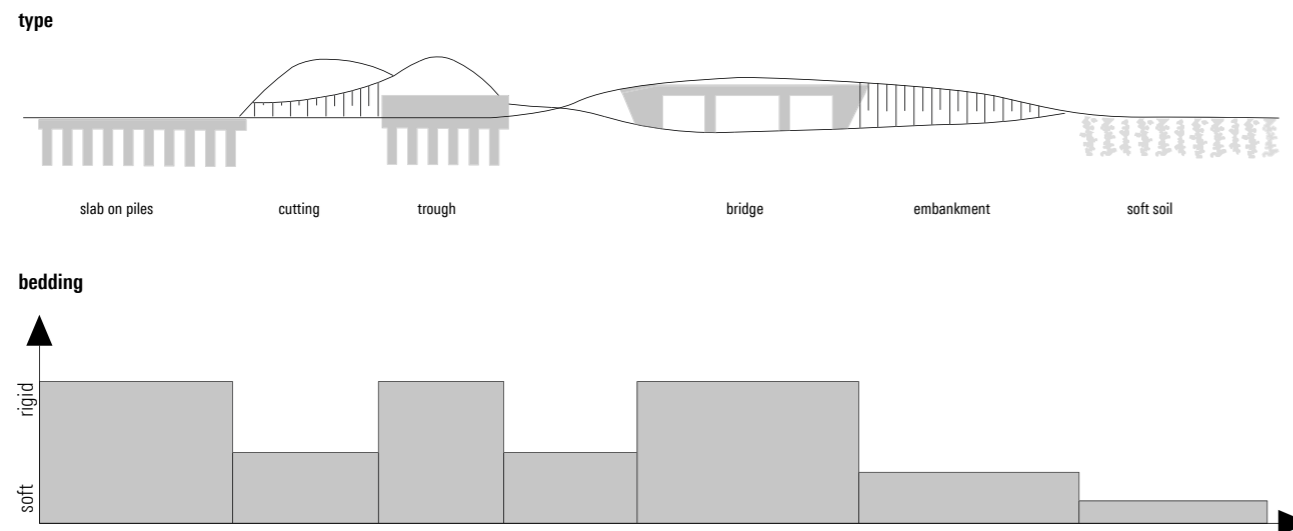 type
slab on piles cutting trough bridge embankment soft soil
bedding
rigid
soft